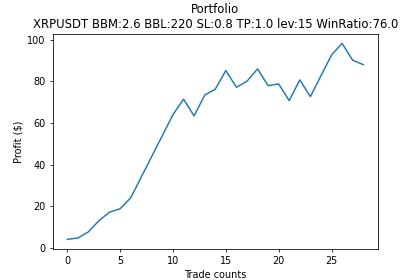 Portfolio
XRPUSDT BBM:2.6 BBL:220 SL:0.8 TP:1.0 lev:15 WinRatio:76.0
100
80
60
40
20
0
Profit ($)
0 5 10 15 20 25
Trade counts